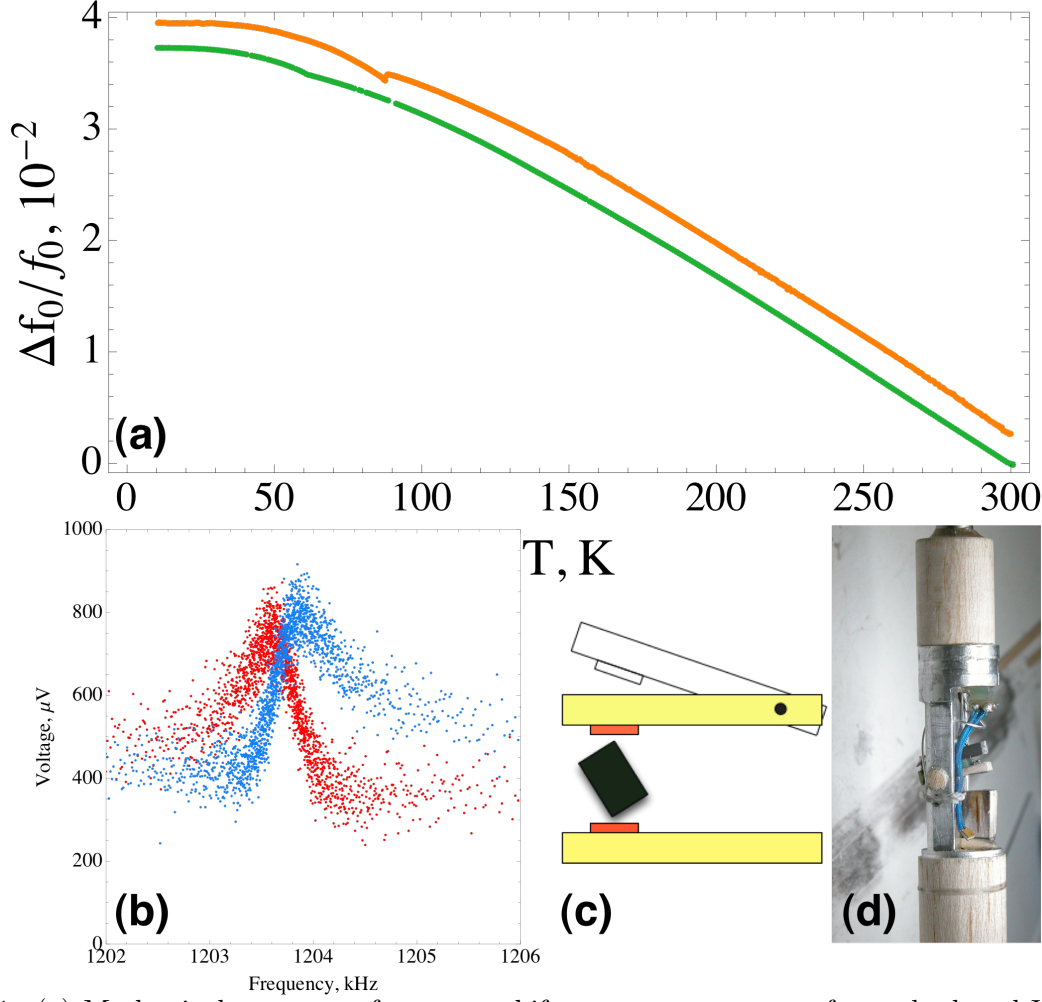 4
3
2
1
0
Δf0/f0, 10−2
(a)
0 50 100 150 200 250 300
T, K
1000
800
600
400
200
0
Voltage, μV
(b)
1202 1203 1204 1205 1206
Frequency, kHz
(c)
(d)